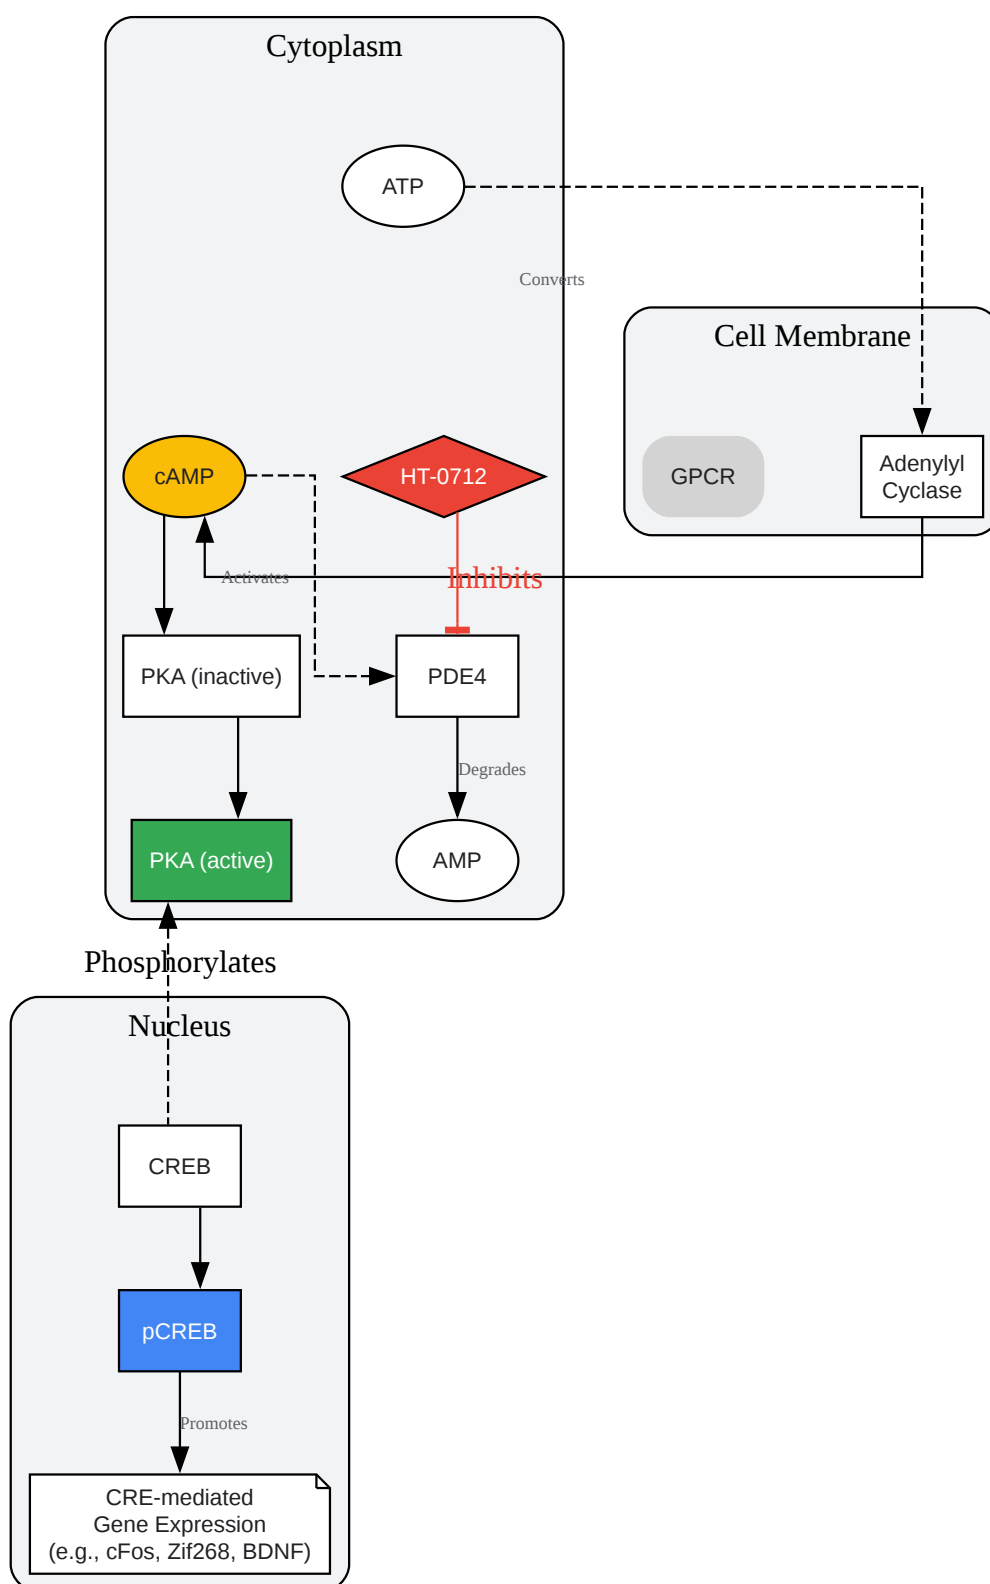 Cytoplasm
ATP
Converts
Cell Membrane
cAMP
HT-0712
GPCR
Adenylyl
Cyclase
Activates
Inhibits
PKA (inactive)
PDE4
Degrades
PKA (active)
AMP
Phosphorylates
Nucleus
CREB
pCREB
Promotes
CRE-mediated
Gene Expression
(e.g., cFos, Zif268, BDNF)